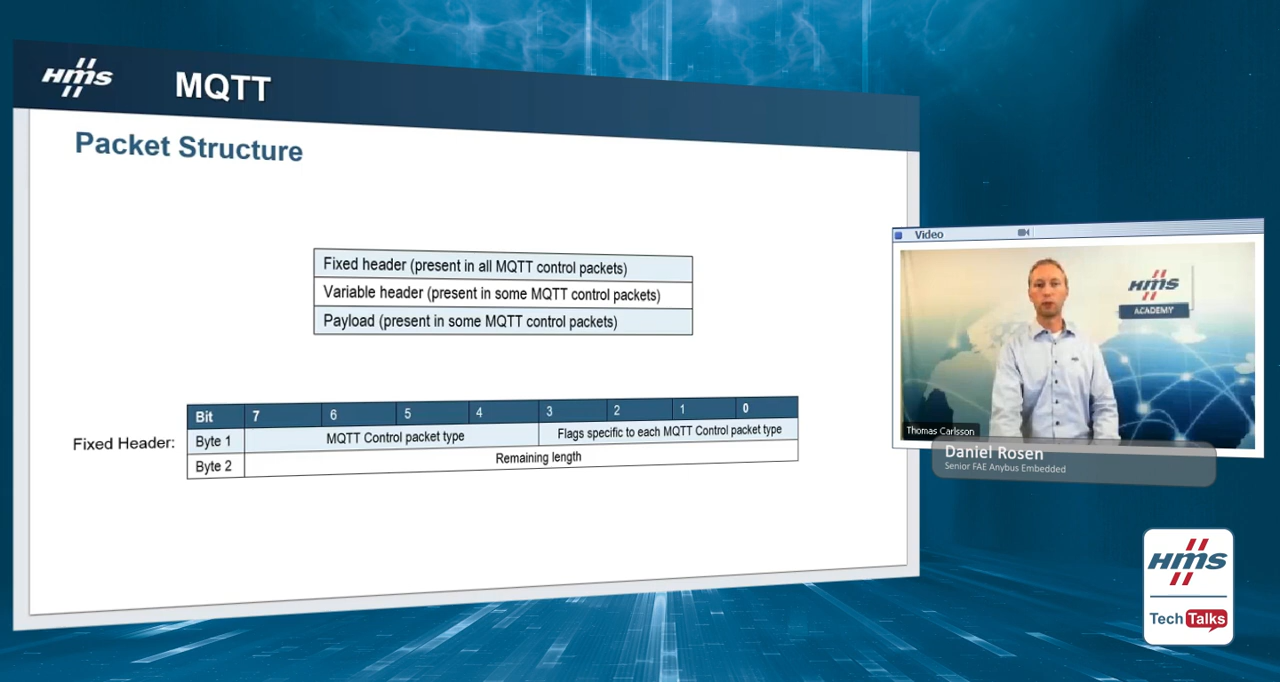 HMS
MQTT
Packet Structure
Fixed header (present in all MQTT control packets)
Variable header (present in some MQTT control packets)
Payload (present in some MQTT control packets)
Fixed Header:
Bit 7 6 5 4 3 2 1 0
Byte 1 MQTT Control packet type Flags specific to each MQTT Control packet type
Byte 2 Remaining length
Video
HMS
ACADEMY
Thomas Carlsson
Daniel Rosen
Senior FAE Anybus Embedded
HMS
Tech Talks